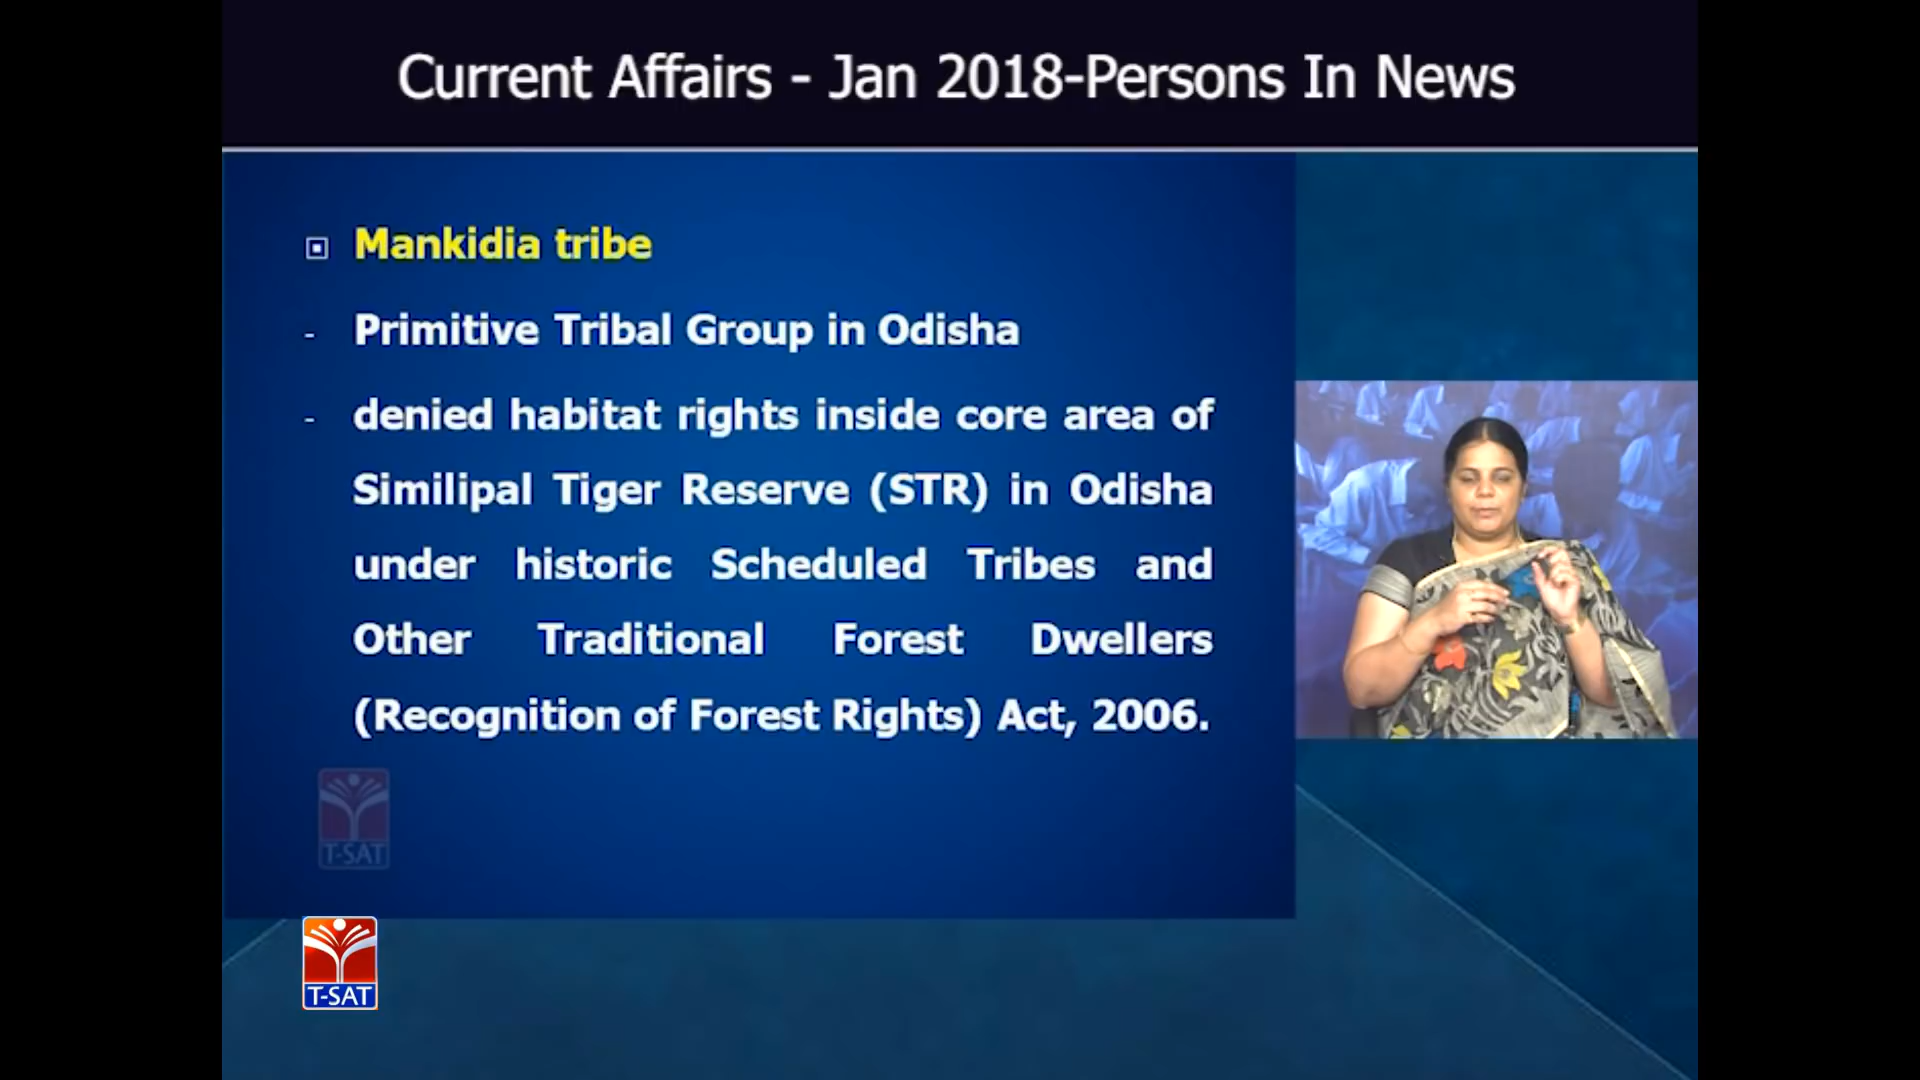 Current Affairs - Jan 2018-Persons In News
Mankidia tribe
- Primitive Tribal Group in Odisha
- denied habitat rights inside core area of
Similipal Tiger Reserve (STR) in Odisha
under historic Scheduled Tribes and
Other Traditional Forest Dwellers
(Recognition of Forest Rights) Act, 2006.
T-SAT
T-SAT